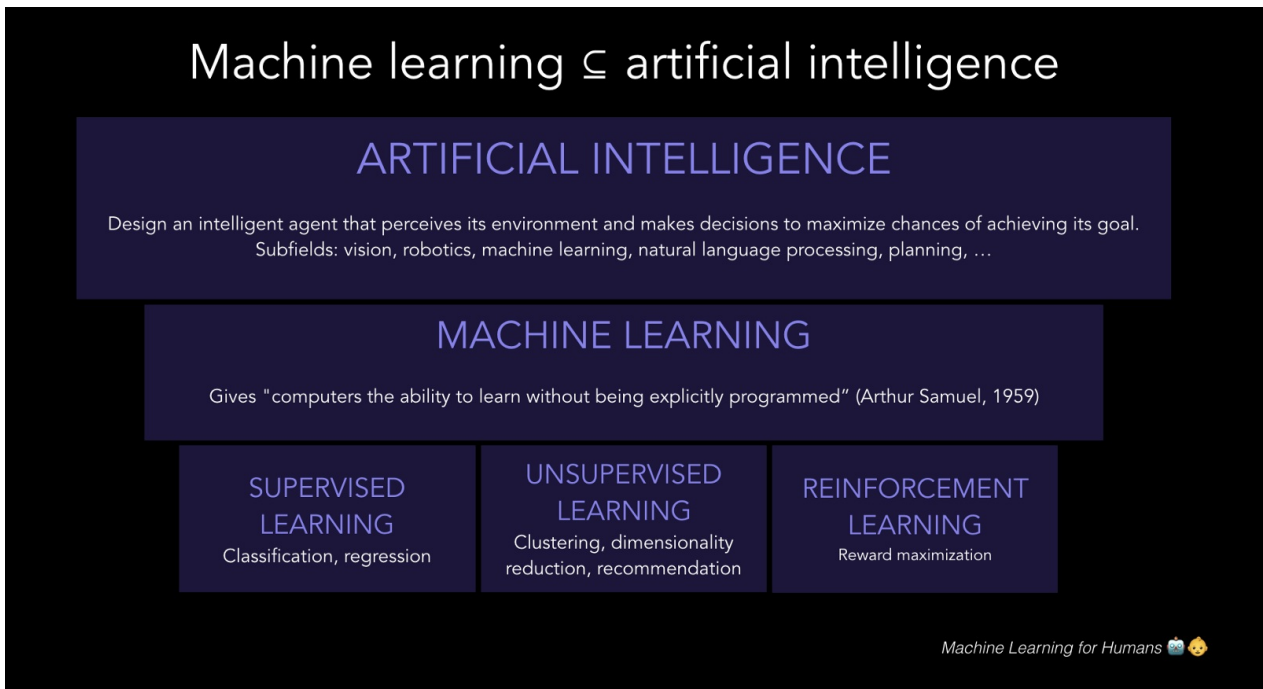 Machine learning ⊆ artificial intelligence
ARTIFICIAL INTELLIGENCE
Design an intelligent agent that perceives its environment and makes decisions to maximize chances of achieving its goal.
Subfields: vision, robotics, machine learning, natural language processing, planning, …
MACHINE LEARNING
Gives "computers the ability to learn without being explicitly programmed” (Arthur Samuel, 1959)
SUPERVISED
LEARNING
Classification, regression
UNSUPERVISED
LEARNING
Clustering, dimensionality
reduction, recommendation
REINFORCEMENT
LEARNING
Reward maximization
Machine Learning for Humans 🤖👶